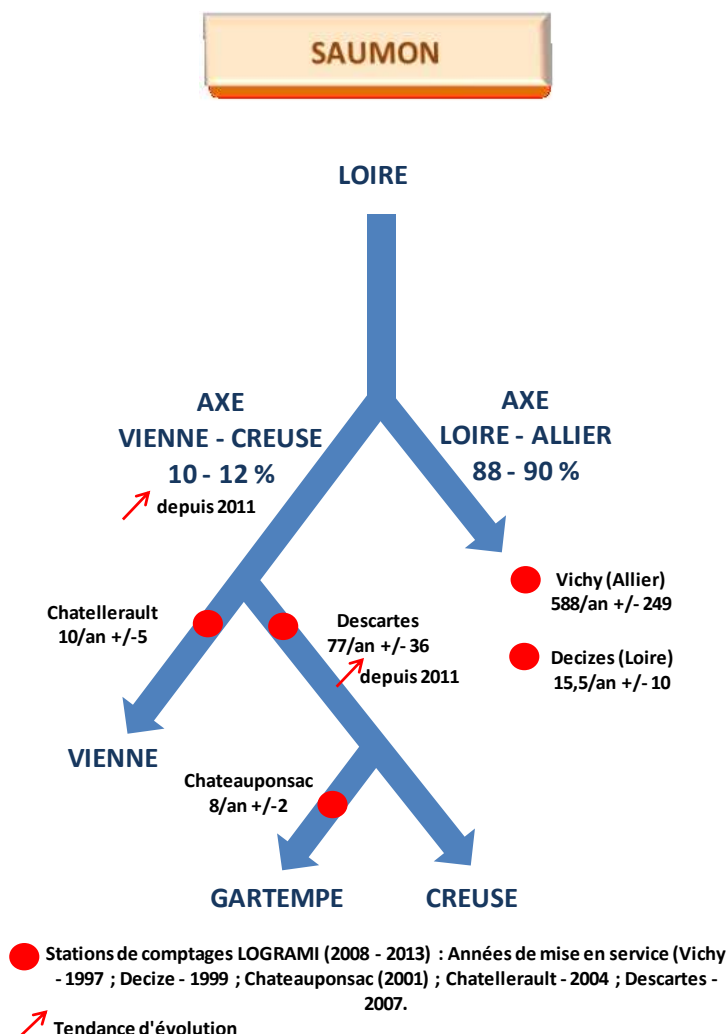 SAUMON
LOIRE
AXE
VIENNE - CREUSE
10 - 12 %
depuis 2011
AXE
LOIRE - ALLIER
88 - 90 %
Vichy (Allier)
588/an +/- 249
Decizes (Loire)
15,5/an +/- 10
Chatellerault
10/an +/-5
Descartes
77/an +/- 36
depuis 2011
VIENNE
Chateauponsac
8/an +/-2
GARTEMPE
CREUSE
Stations de comptages LOGRAMI (2008 - 2013) : Années de mise en service (Vichy
- 1997 ; Decize - 1999 ; Chateauponsac (2001) ; Chatellerault - 2004 ; Descartes -
2007.
Tendance d'évolution